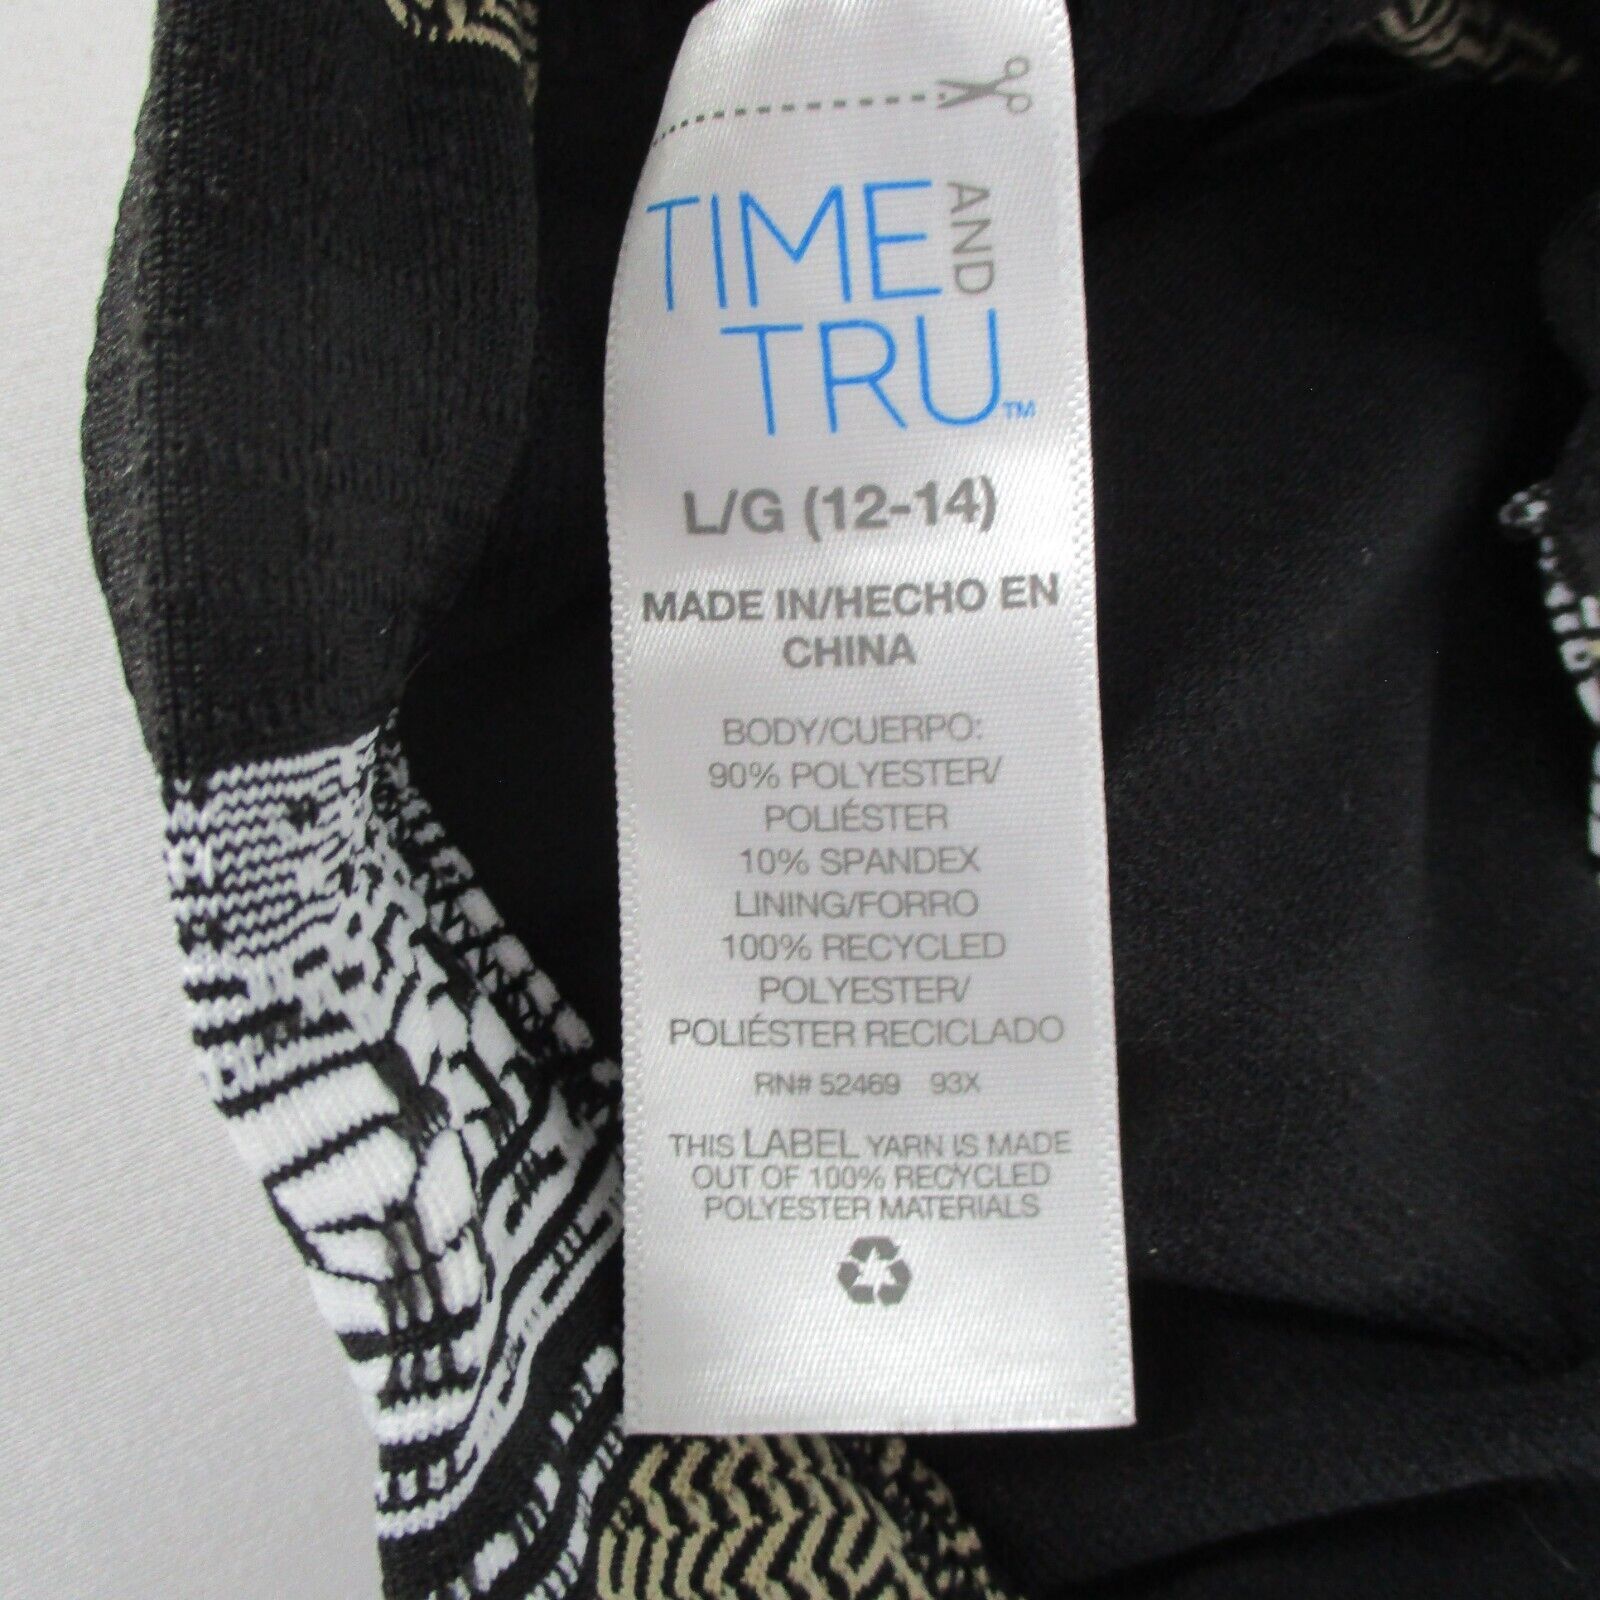 TIME AND
TRU™
L/G (12-14)
MADE IN/HECHO EN
CHINA
BODY/CUERPO:
90% POLYESTER/
POLIÉSTER
10% SPANDEX
LINING/FORRO
100% RECYCLED
POLYESTER/
POLIÉSTER RECICLADO
RN# 52469 93X
THIS LABEL YARN IS MADE
OUT OF 100% RECYCLED
POLYESTER MATERIALS